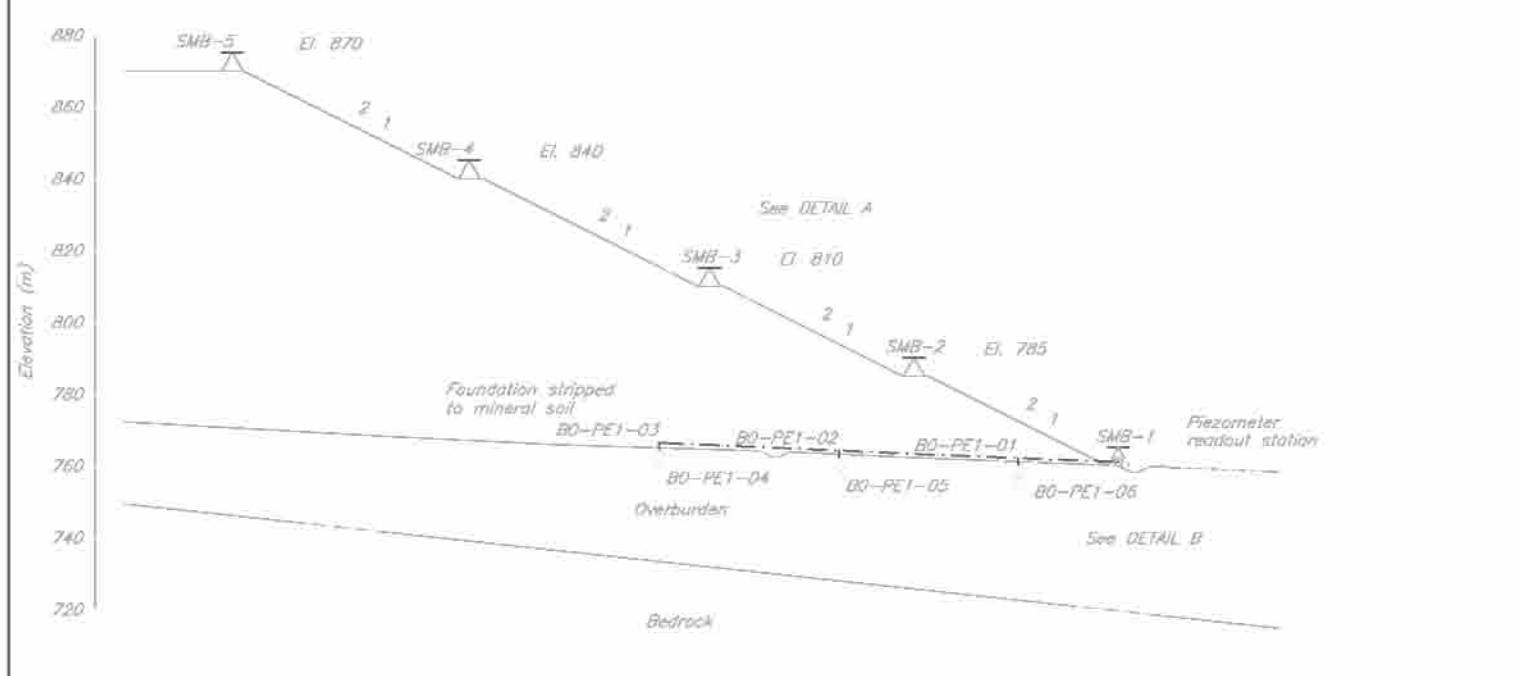 880
SMB-5 El. 870
860
2
1
SMB-4 El. 840
840
2
1
See DETAIL A
820
SMB-3 El. 810
Elevation (m)
800
2
1
SMB-2 El. 785
780
Foundation stripped
to mineral soil
2
1
Piezometer
readout station
BO-PE1-03
BO-PE1-02
BO-PE1-01
SMB-1
760
BO-PE1-04
BO-PE1-05
BO-PE1-06
Overburden
740
See DETAIL B
720
Bedrock